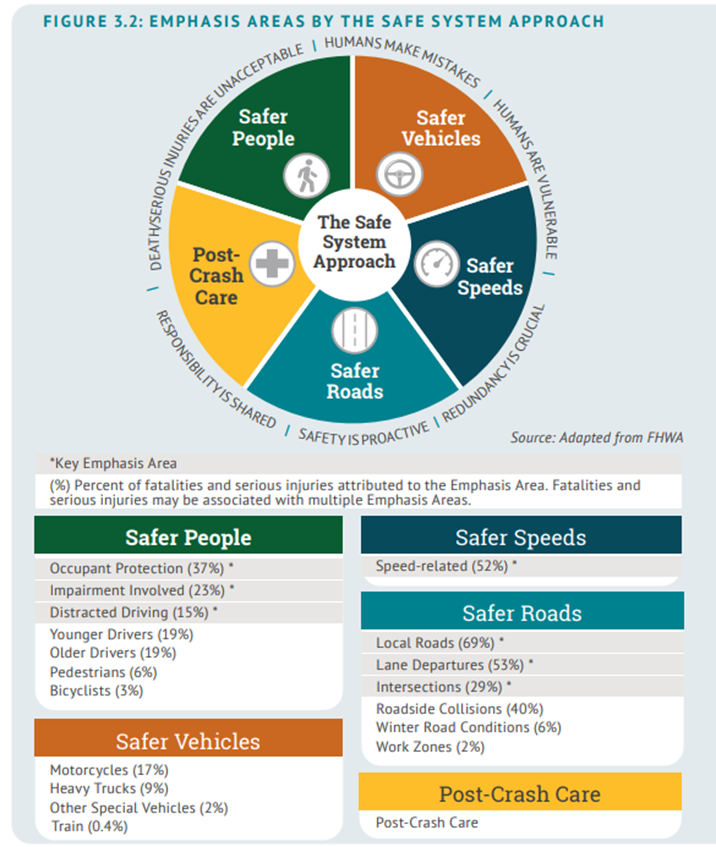 FIGURE 3.2: EMPHASIS AREAS BY THE SAFE SYSTEM APPROACH
DEATH/SERIOUS INJURIES ARE UNACCEPTABLE | HUMANS MAKE MISTAKES | HUMANS ARE VULNERABLE | REDUNDANCY IS CRUCIAL | SAFETY IS PROACTIVE | RESPONSIBILITY IS SHARED |
Safer
People
Safer
Vehicles
The Safe
System
Approach
Post-
Crash
Care
Safer
Speeds
Safer
Roads
Source: Adapted from FHWA
*Key Emphasis Area
(%) Percent of fatalities and serious injuries attributed to the Emphasis Area. Fatalities and
serious injuries may be associated with multiple Emphasis Areas.
Safer People
Occupant Protection (37%) *
Impairment Involved (23%) *
Distracted Driving (15%) *
Younger Drivers (19%)
Older Drivers (19%)
Pedestrians (6%)
Bicyclists (3%)
Safer Vehicles
Motorcycles (17%)
Heavy Trucks (9%)
Other Special Vehicles (2%)
Train (0.4%)
Safer Speeds
Speed-related (52%) *
Safer Roads
Local Roads (69%) *
Lane Departures (53%) *
Intersections (29%) *
Roadside Collisions (40%)
Winter Road Conditions (6%)
Work Zones (2%)
Post-Crash Care
Post-Crash Care